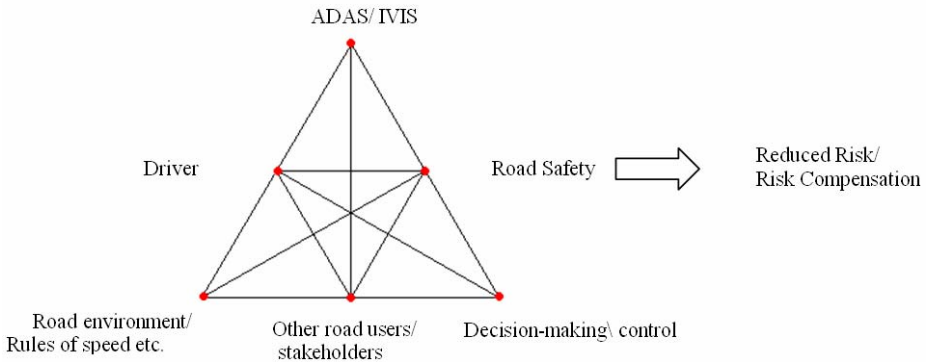 ADAS/ IVIS
Driver
Road Safety
Reduced Risk/
Risk Compensation
Road environment/
Rules of speed etc.
Other road users/
stakeholders
Decision-making\ control